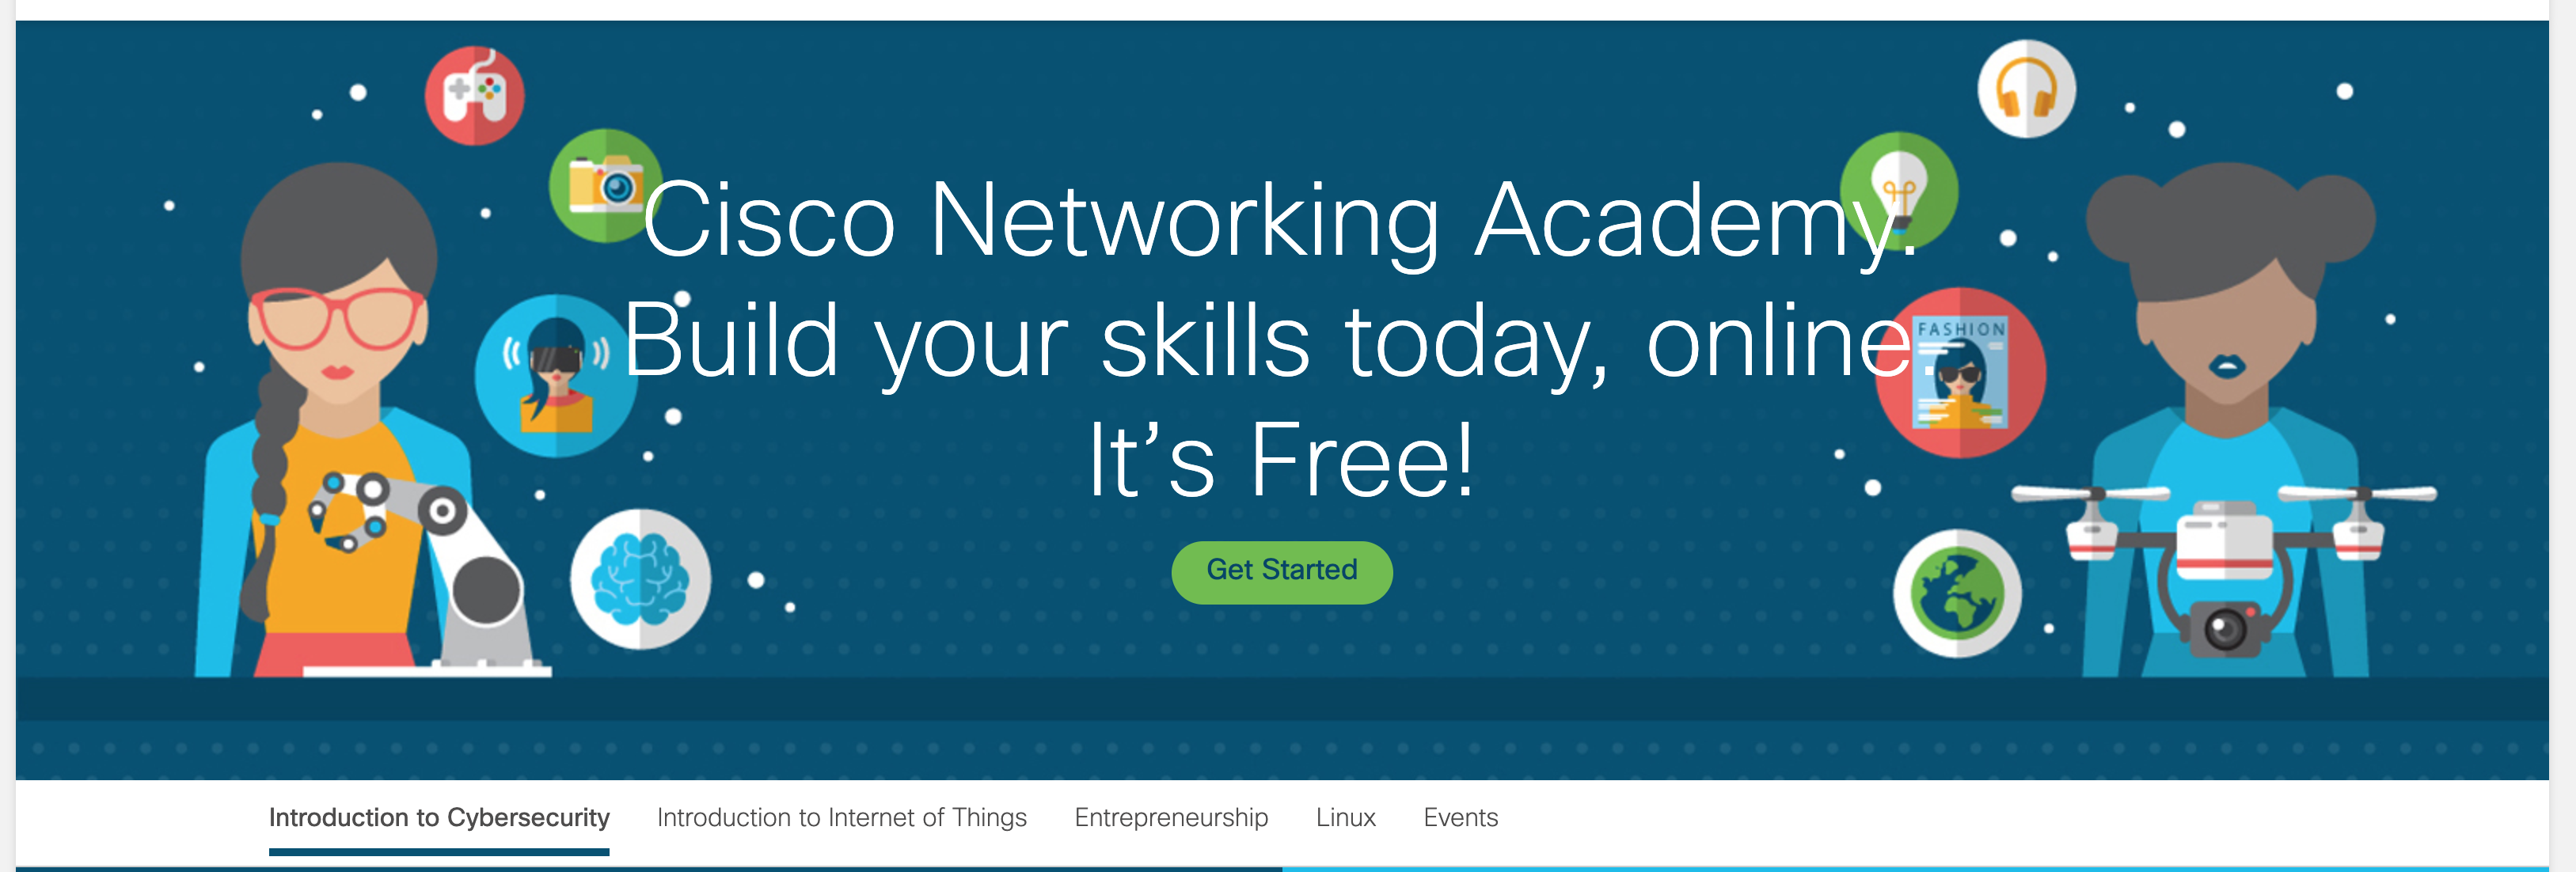 Cisco Networking Academy.
Build your skills today, online.
It’s Free!
FASHION
Get Started
Introduction to Cybersecurity
Introduction to Internet of Things
Entrepreneurship
Linux
Events